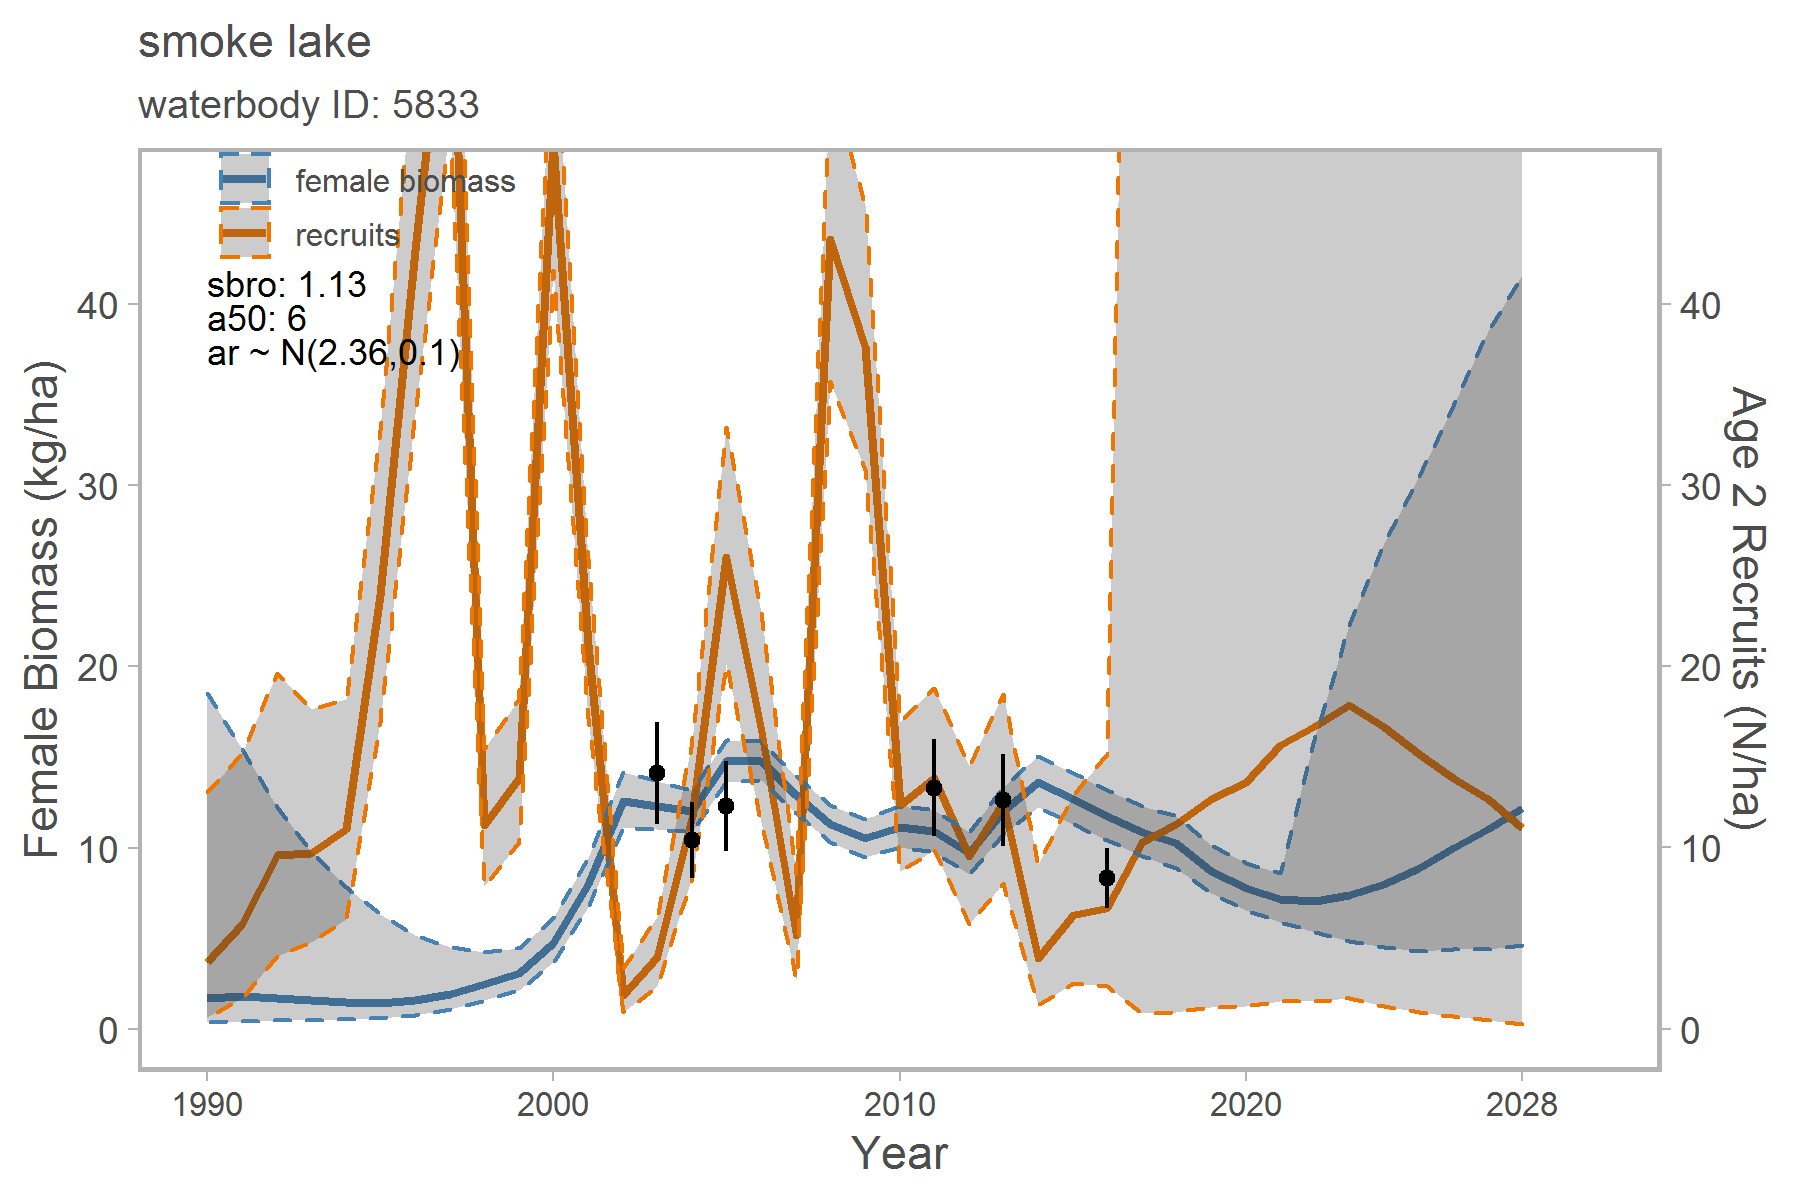 smoke lake
waterbody ID: 5833
female biomass
recruits
sbro: 1.13
a50: 6
ar ~ N(2.36,0.1)
Female Biomass (kg/ha)
40
30
20
10
0
40
30
20
10
0
Age 2 Recruits (N/ha)
1990
2000
2010
2020
2028
Year